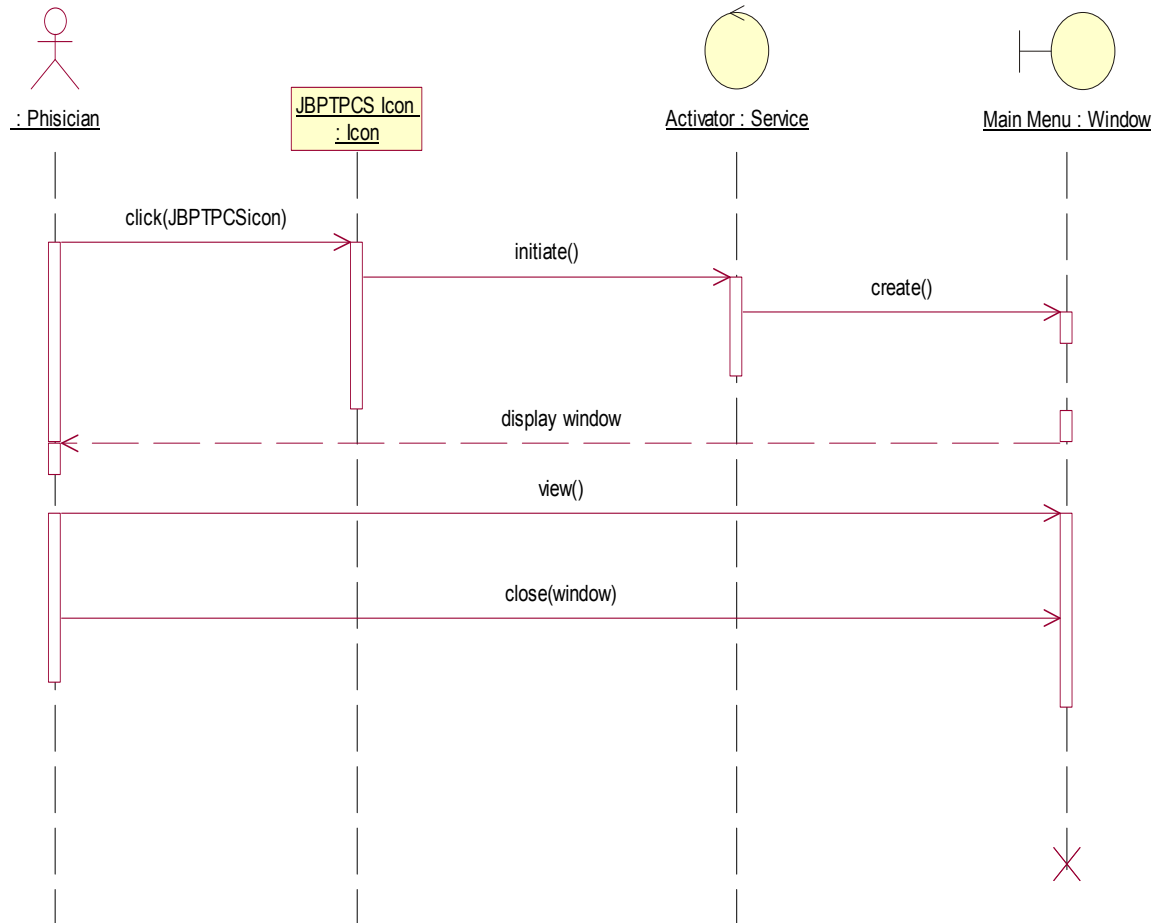 : Phisician
JBPTPCS Icon
: Icon
Activator : Service
Main Menu : Window
click(JBPTPCSicon)
initiate()
create()
display window
view()
close(window)